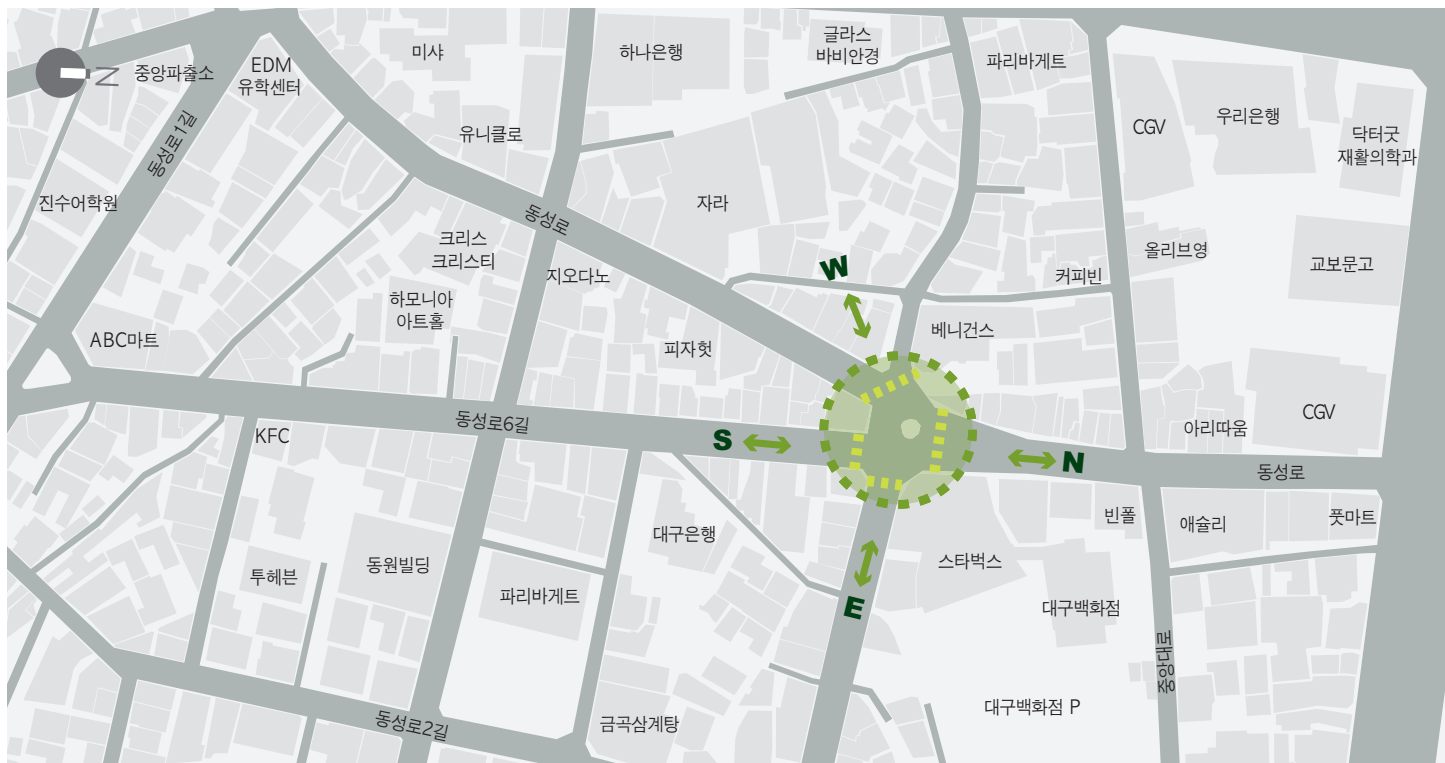 N
중앙파출소
EDM
유학센터
미샤
하나은행
글라스
바비안경
파리바게트
CGV
우리은행
닥터굿
재활의학과
동성로1길
유니클로
진수어학원
자라
동성로
크리스
크리스티
지오다노
올리브영
교보문고
W
커피빈
하모니아
아트홀
ABC마트
피자헛
베니건스
동성로6길
KFC
S
N
아리따움
CGV
동성로
빈폴
애슐리
풋마트
대구은행
스타벅스
투헤븐
동원빌딩
파리바게트
E
대구백화점
중앙대로
대구백화점 P
동성로2길
금곡삼계탕